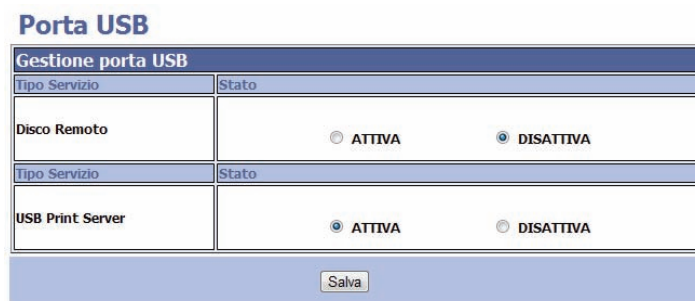 Porta USB
Gestione porta USB
Tipo Servizio Stato
Disco Remoto ATTIVA DISATTIVA
Tipo Servizio Stato
USB Print Server ATTIVA DISATTIVA
Salva